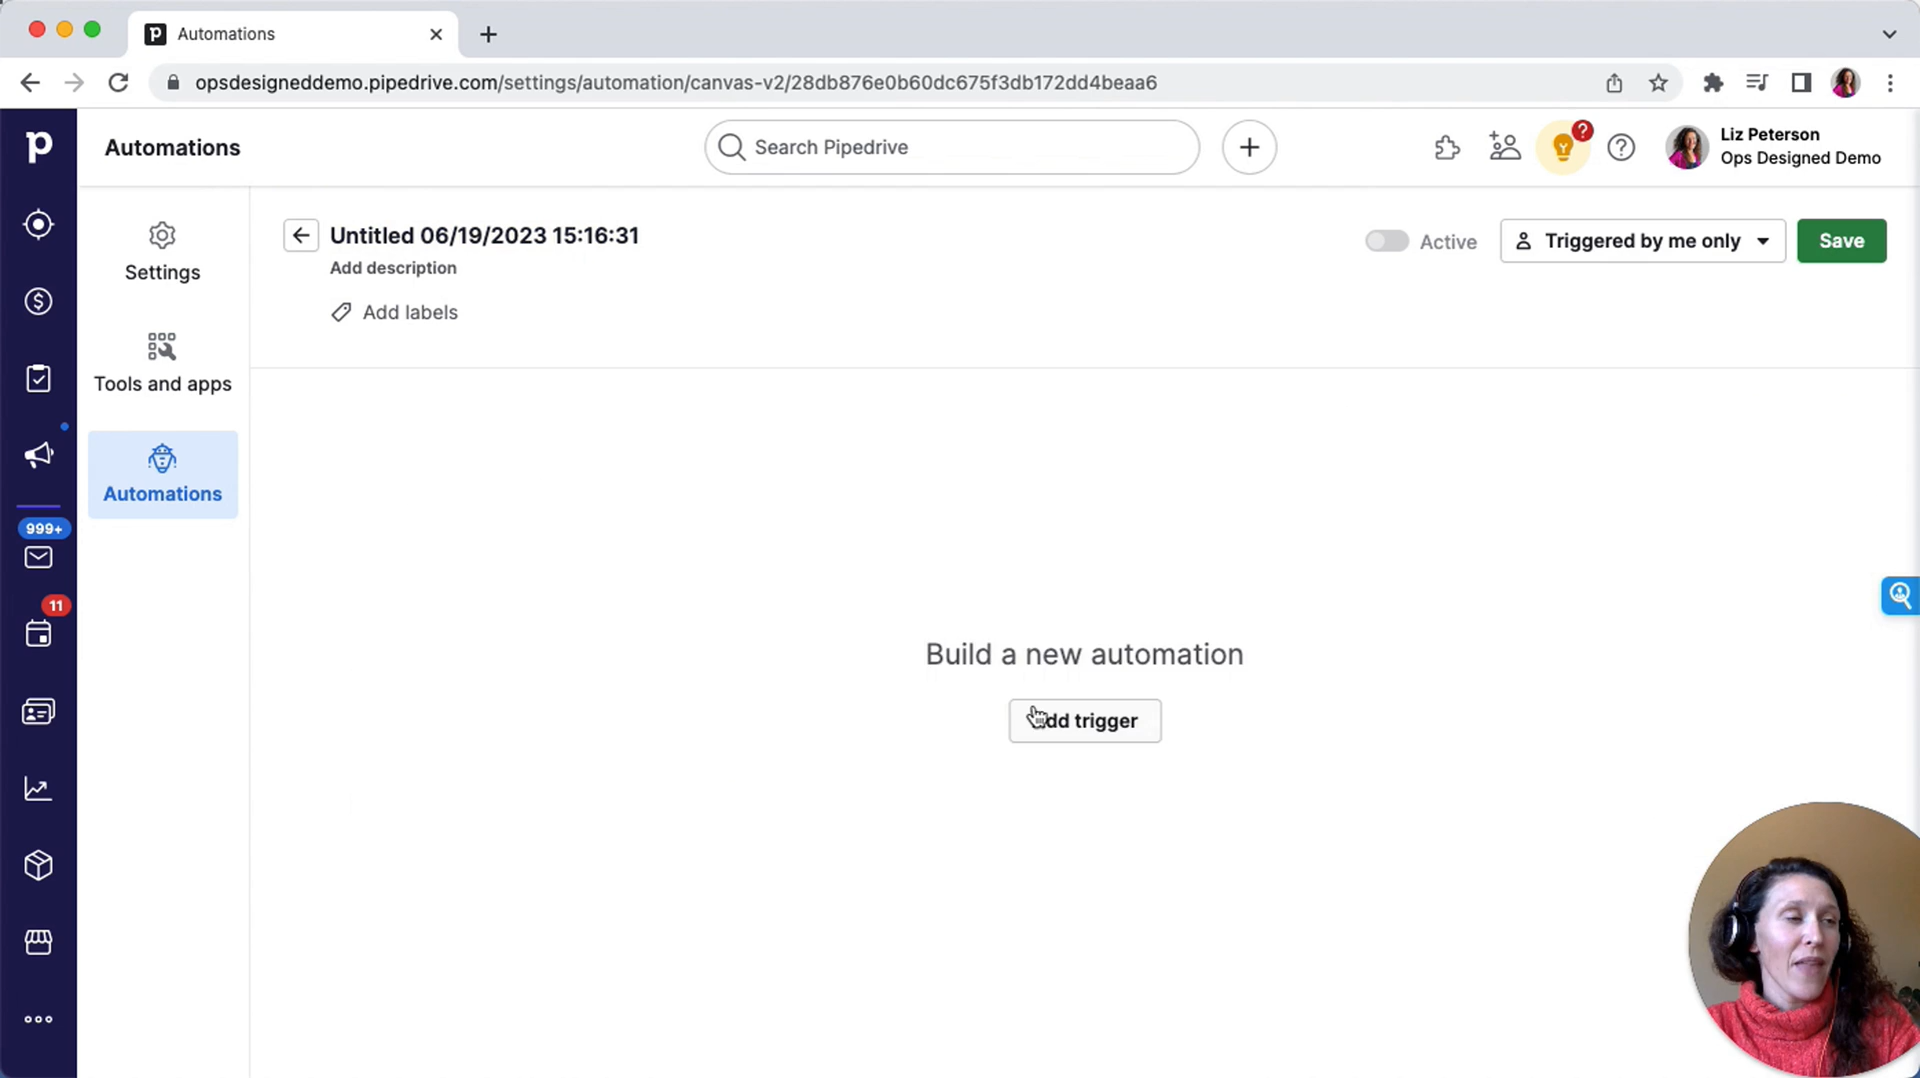 Automations
opsdesigneddemo.pipedrive.com/settings/automation/canvas-v2/28db876e0b60dc675f3db172dd4beaa6
p
Automations
Search Pipedrive
?
Liz Peterson
Ops Designed Demo
Settings
Tools and apps
Automations
999+
11
Untitled 06/19/2023 15:16:31
Add description
Add labels
Active
Triggered by me only
Save
Build a new automation
dd trigger